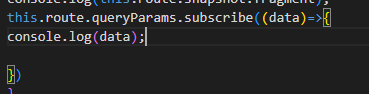 console.log(this.route.snapshot.fragment);
this.route.queryParams.subscribe((data)=>{
console.log(data);
})
}